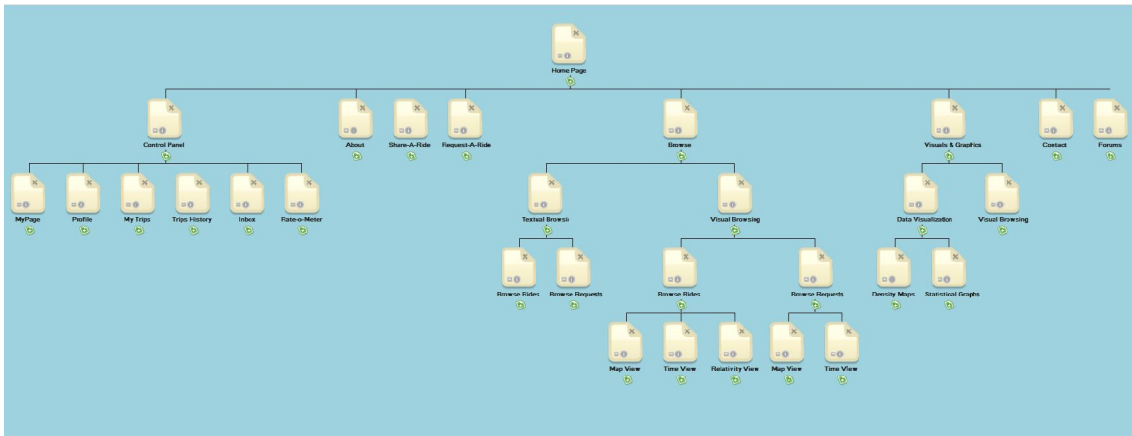 Home Page
Control Panel
About
Share-A-Ride
Request-A-Ride
Browse
Visuals & Graphics
Contact
Forums
MyPage
Profile
My Trips
Trips History
Inbox
Rate-o-Meter
Textual Browsi
Visual Browsing
Data Visualization
Visual Browsing
Browse Rides
Browse Requests
Browse Rides
Browse Requests
Density Maps
Statistical Graphs
Map View
Time View
Relativity View
Map View
Time View